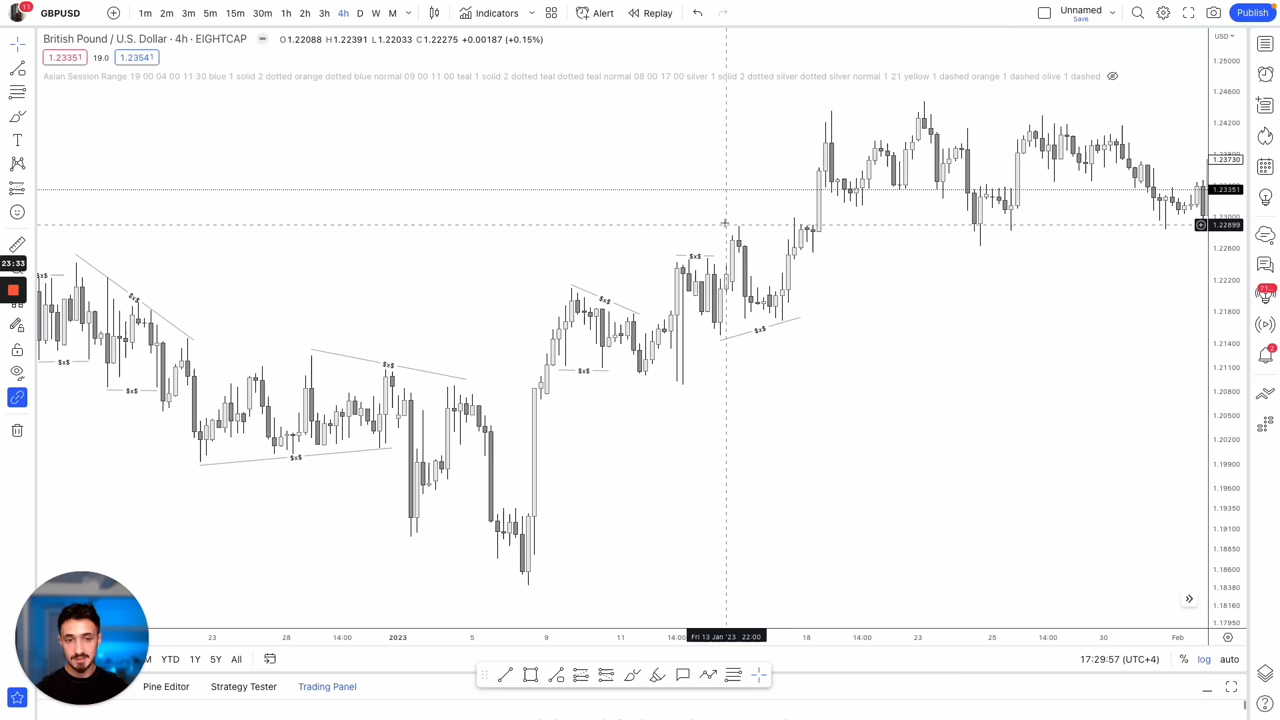 11
GBPUSD
1m 2m 3m 5m 15m 30m 1h 2h 3h 4h D W M
Indicators
Alert
Replay
Unnamed
Save
Publish
British Pound / U.S. Dollar · 4h · EIGHTCAP
O1.22088 H1.22391 L1.22033 C1.22275 +0.00187 (+0.15%)
1.23351 19.0 1.23541
Asian Session Range 19 00 04 00 11 30 blue 1 solid 2 dotted orange dotted blue normal 09 00 11 00 teal 1 solid 2 dotted teal dotted teal normal 08 00 17 00 silver 1 solid 2 dotted silver dotted silver normal 1 21 yellow 1 dashed orange 1 dashed olive 1 dashed
USD
1.25000
1.24600
1.24200
1.23730
1.23351
1.23000
1.22899
1.22600
1.22200
1.21800
1.21400
1.21100
1.20800
1.20500
1.20200
1.19900
1.19600
1.19350
1.19100
1.18850
1.18600
1.18380
1.18160
1.17950
23:33
71
2
$x$
$x$
$x$
$x$
$x$
$x$
$x$
$x$
$x$
$x$
23 28 14:00 2023 5 9 11 14:00 Fri 13 Jan '23 22:00 18 14:00 23 25 14:00 30 Feb
M YTD 1Y 5Y All
17:29:57 (UTC+4) % log auto
Pine Editor Strategy Tester Trading Panel